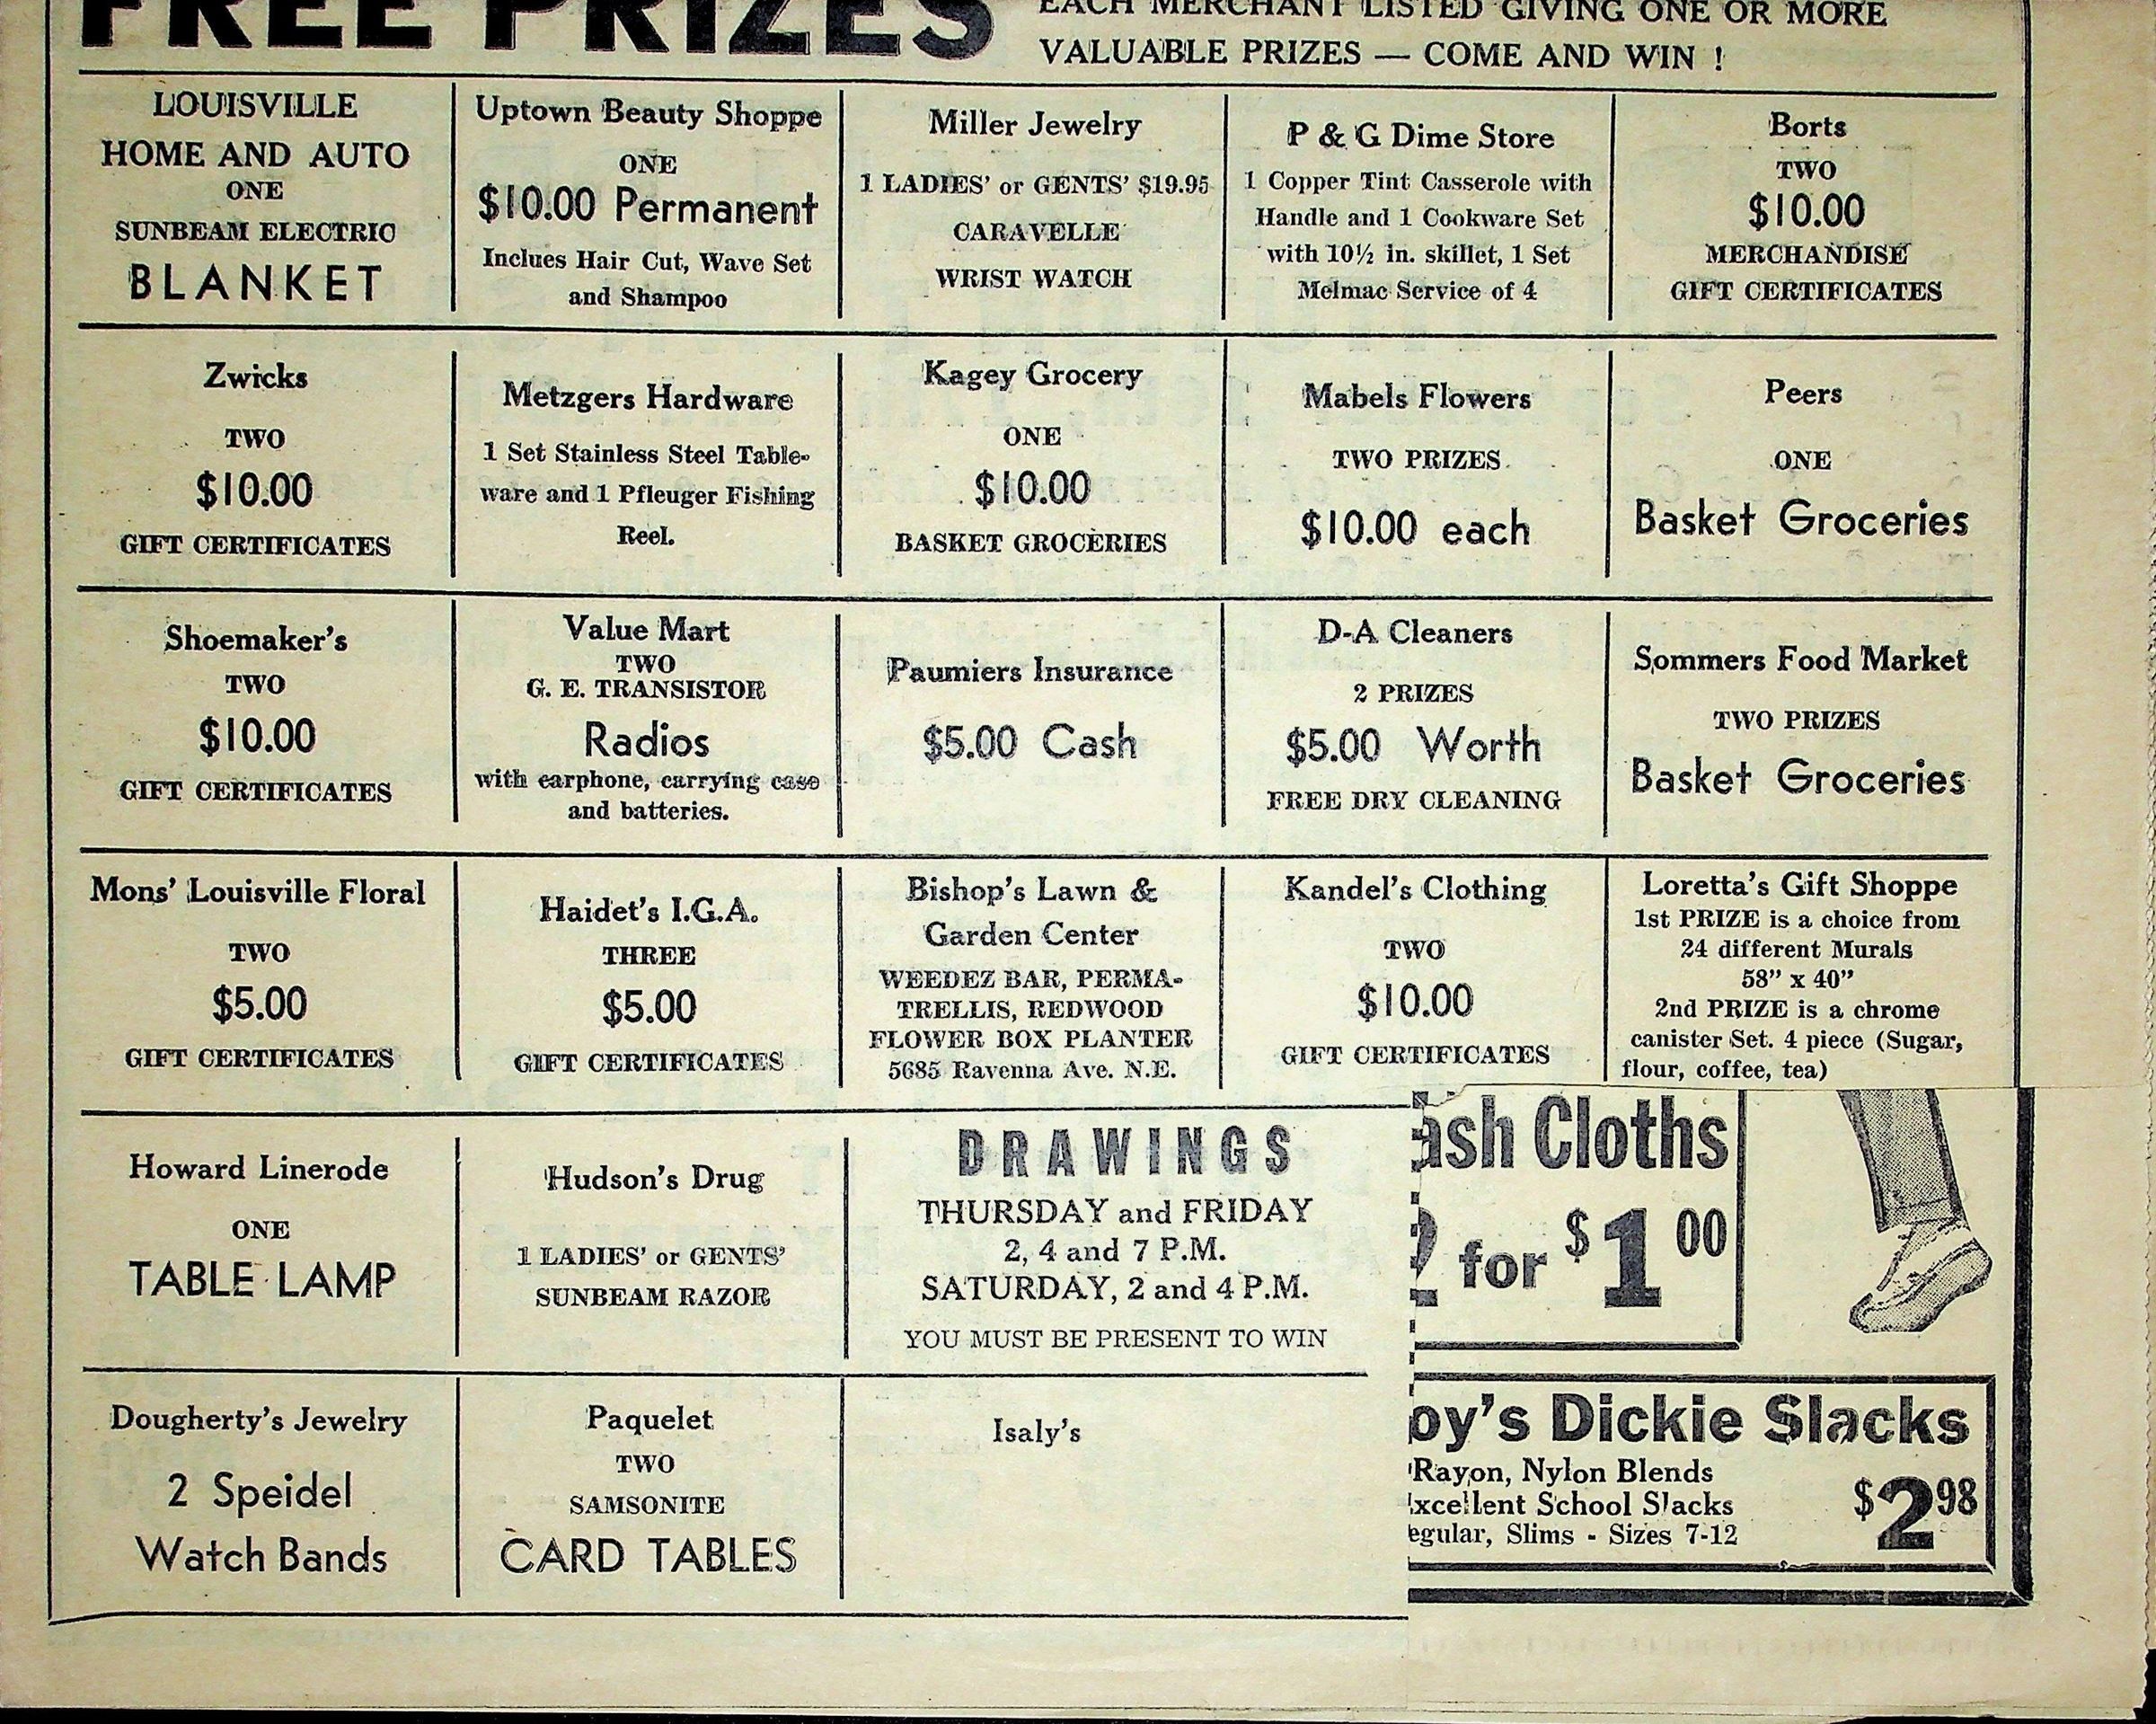 FREE PRIZES
EACH MERCHANT LISTED GIVING ONE OR MORE
VALUABLE PRIZES — COME AND WIN !
LOUISVILLE
HOME AND AUTO
ONE
SUNBEAM ELECTRIC
BLANKET
Uptown Beauty Shoppe
ONE
$10.00 Permanent
Inclues Hair Cut, Wave Set
and Shampoo
Miller Jewelry
1 LADIES' or GENTS' $19.95
CARAVELLE
WRIST WATCH
P & G Dime Store
1 Copper Tint Casserole with
Handle and 1 Cookware Set
with 10½ in. skillet, 1 Set
Melmac Service of 4
Borts
TWO
$10.00
MERCHANDISE
GIFT CERTIFICATES
Zwicks
TWO
$10.00
GIFT CERTIFICATES
Metzgers Hardware
1 Set Stainless Steel Table-
ware and 1 Pfleuger Fishing
Reel.
Kagey Grocery
ONE
$10.00
BASKET GROCERIES
Mabels Flowers
TWO PRIZES
$10.00 each
Peers
ONE
Basket Groceries
Shoemaker's
TWO
$10.00
GIFT CERTIFICATES
Value Mart
TWO
G. E. TRANSISTOR
Radios
with earphone, carrying case
and batteries.
Paumiers Insurance
$5.00 Cash
D-A Cleaners
2 PRIZES
$5.00 Worth
FREE DRY CLEANING
Sommers Food Market
TWO PRIZES
Basket Groceries
Mons' Louisville Floral
TWO
$5.00
GIFT CERTIFICATES
Haidet's I.G.A.
THREE
$5.00
GIFT CERTIFICATES
Bishop's Lawn &
Garden Center
WEEDEZ BAR, PERMA-
TRELLIS, REDWOOD
FLOWER BOX PLANTER
5685 Ravenna Ave. N.E.
Kandel's Clothing
TWO
$10.00
GIFT CERTIFICATES
Loretta's Gift Shoppe
1st PRIZE is a choice from
24 different Murals
58" x 40"
2nd PRIZE is a chrome
canister Set. 4 piece (Sugar,
flour, coffee, tea)
Howard Linerode
ONE
TABLE LAMP
Hudson's Drug
1 LADIES' or GENTS'
SUNBEAM RAZOR
DRAWINGS
THURSDAY and FRIDAY
2, 4 and 7 P.M.
SATURDAY, 2 and 4 P.M.
YOU MUST BE PRESENT TO WIN
ash Cloths
2 for $1 00
Dougherty's Jewelry
2 Speidel
Watch Bands
Paquelet
TWO
SAMSONITE
CARD TABLES
Isaly's
oy's Dickie Slacks
Rayon, Nylon Blends
xcellent School Slacks
egular, Slims - Sizes 7-12
$2 98